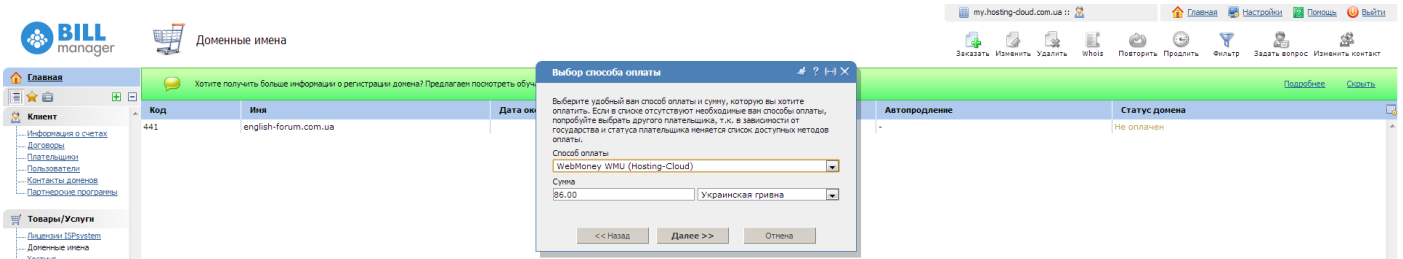 my.hosting-cloud.com.ua ::
Главная Настройки Помощь Выйти
BILL
manager
Доменные имена
Заказать Изменить Удалить Whois Повторить Продлить Фильтр Задать вопрос Изменить контакт
Главная
Хотите получить больше информации о регистрации домена? Предлагаем посмотреть
Подробнее Скрыть
Клиент
Информация о счетах
Договоры
Плательщики
Пользователи
Контакты доменов
Партнерские программы
Товары/Услуги
Лицензии ISPsystem
Доменные имена
Хостинг
Код Имя Дата Автопродление Статус домена
441 english-forum.com.ua - Не оплачен
Выбор способа оплаты
Выберите удобный вам способ оплаты и сумму, которую вы хотите
оплатить. Если в списке отсутствуют необходимые вам способы оплаты,
попробуйте выбрать другого плательщика, т.к. в зависимости от
государства и статуса плательщика меняется список доступных методов
оплаты.
Способ оплаты
WebMoney WMU (Hosting-Cloud)
Сумма
86.00 Украинская гривна
<< Назад Далее >> Отмена